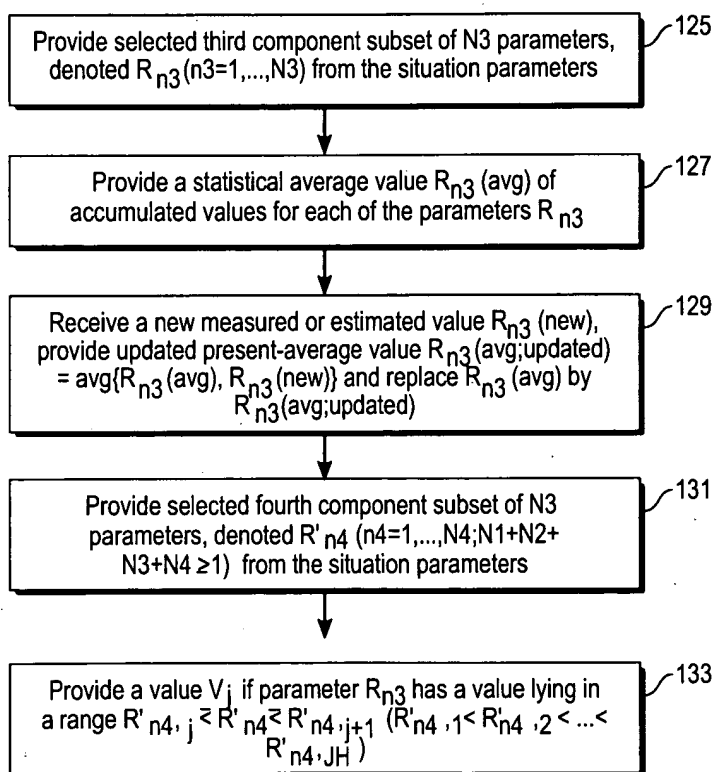 Provide selected third component subset of N3 parameters,
denoted R n3 (n3=1,...,N3) from the situation parameters
125
Provide a statistical average value R n3 (avg) of
accumulated values for each of the parameters R n3
127
Receive a new measured or estimated value R n3 (new),
provide updated present-average value R n3 (avg;updated)
= avg{R n3 (avg), R n3 (new)} and replace R n3 (avg) by
R'n3(avg;updated)
129
Provide selected fourth component subset of N3
parameters, denoted R' n4 (n4=1,...,N4;N1+N2+
N3+N4 ≥1) from the situation parameters
131
Provide a value V j if parameter R n3 has a value lying in
a range R' n4, j ⪙ R' n4 ⪙ R' n4, j+1 (R'n4 ,1< R'n4 ,2 < ...<
R'n4,JH )
133